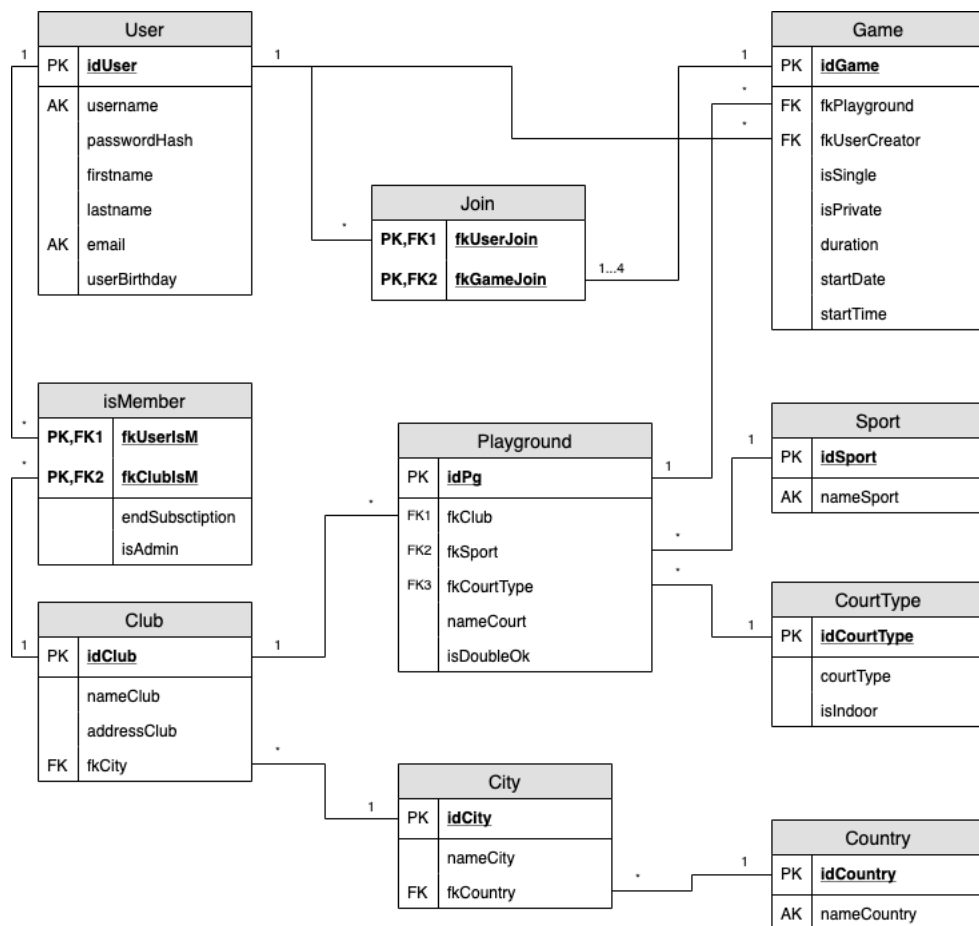 User
1
PK idUser
AK username
passwordHash
firstname
lastname
AK email
userBirthday
1
Game
1
PK idGame
*
FK fkPlayground
*
FK fkUserCreator
isSingle
isPrivate
duration
startDate
startTime
Join
*
PK,FK1 fkUserJoin
PK,FK2 fkGameJoin
1...4
isMember
*
PK,FK1 fkUserIsM
*
PK,FK2 fkClubIsM
endSubsctiption
isAdmin
Playground
PK idPg
1
*
FK1 fkClub
FK2 fkSport
*
FK3 fkCourtType
*
nameCourt
isDoubleOk
Sport
1
PK idSport
AK nameSport
Club
1
PK idClub
1
nameClub
addressClub
FK fkCity
*
CourtType
1
PK idCourtType
courtType
isIndoor
City
1
PK idCity
nameCity
FK fkCountry
*
Country
1
PK idCountry
AK nameCountry